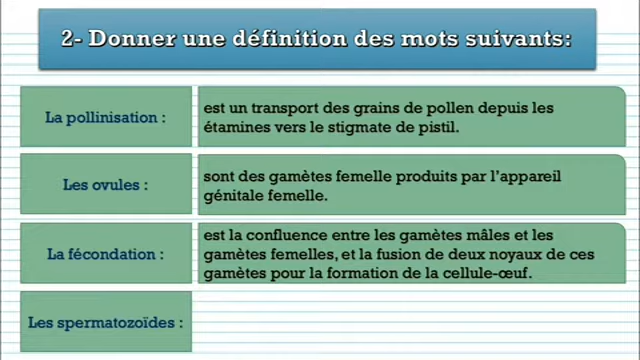 2- Donner une définition des mots suivants:
La pollinisation :
est un transport des grains de pollen depuis les
étamines vers le stigmate de pistil.
Les ovules :
sont des gamètes femelle produits par l'appareil
génitale femelle.
La fécondation :
est la confluence entre les gamètes mâles et les
gamètes femelles, et la fusion de deux noyaux de ces
gamètes pour la formation de la cellule-œuf.
Les spermatozoïdes :